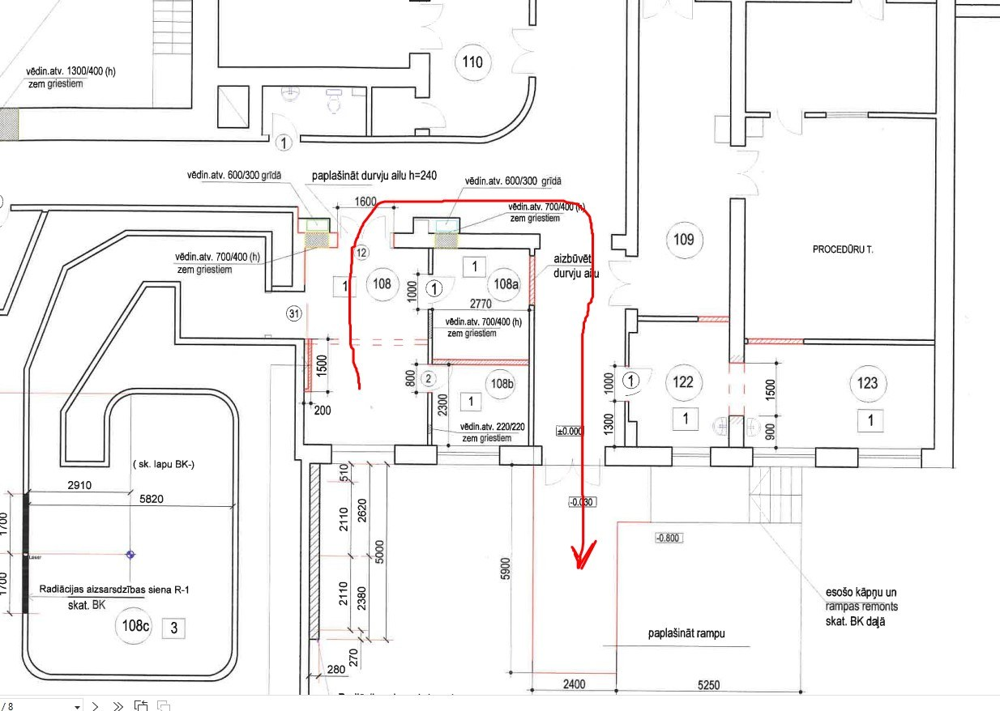 110
vēdin.atv. 1300/400 (h)
zem griestiem
1
vēdin.atv. 600/300 grīdā
paplašināt durvju ailu h=240
vēdin.atv. 600/300 grīdā
1600
vēdin.atv. 700/400 (h)
zem griestiem
109
PROCEDŪRU T.
12
vēdin.atv. 700/400 (h)
zem griestiem
1
108
1000
1
1
108a
aizbūvēt
durvju ailu
31
2770
vēdin.atv. 700/400 (h)
zem griestiem
1500
800
2
108b
2300
1
200
vēdin.atv. 220/220
zem griestiem
±0.000
1000
1
1300
122
1
1500
900
123
1
( sk. lapu BK-)
2910
5820
510
2110
2620
5000
2110
2380
270
280
-0.030
-0.800
5900
1700
Laser
1700
Radiācijas aizsardzības siena R-1
skat. BK
108c
3
esošo kāpņu un
rampas remonts
skat. BK daļā
paplašināt rampu
2400
5250
/ 8